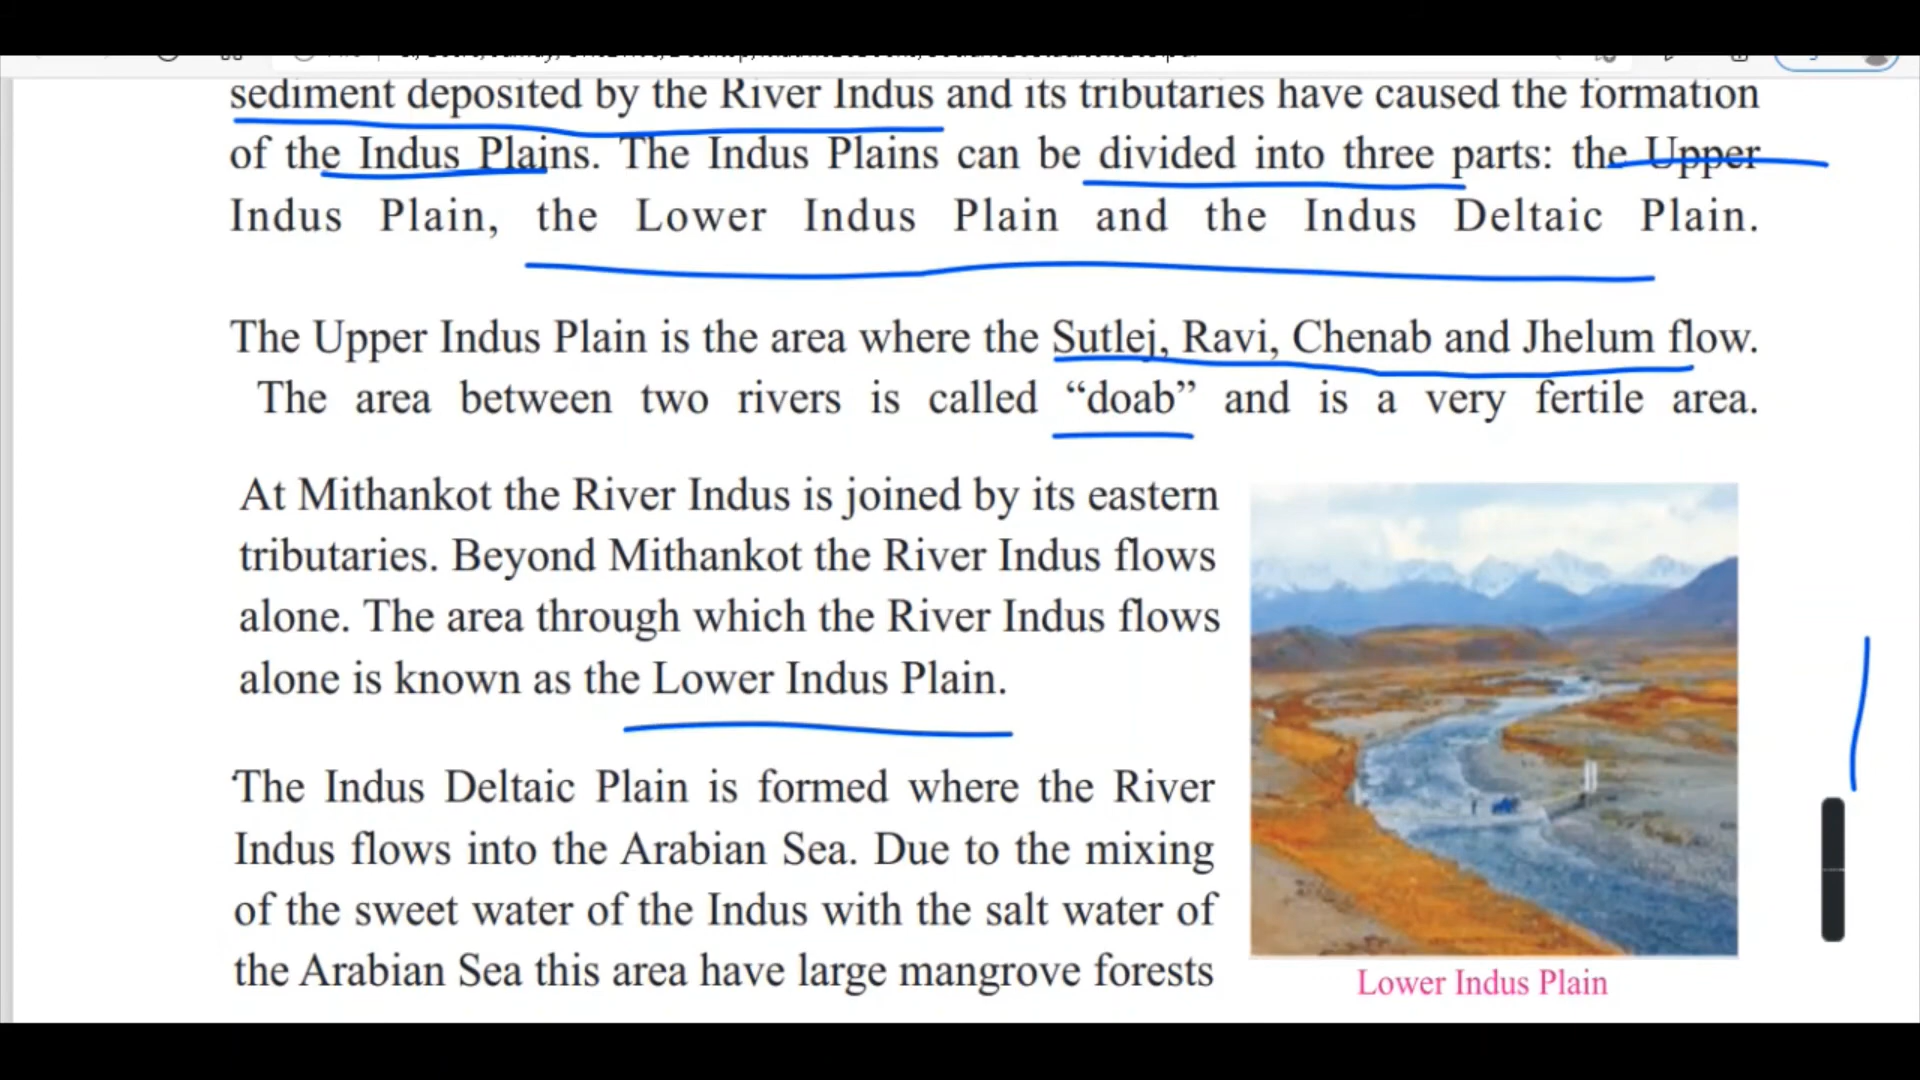 sediment deposited by the River Indus and its tributaries have caused the formation
of the Indus Plains. The Indus Plains can be divided into three parts: the Upper
Indus Plain, the Lower Indus Plain and the Indus Deltaic Plain.
The Upper Indus Plain is the area where the Sutlej, Ravi, Chenab and Jhelum flow.
The area between two rivers is called “doab” and is a very fertile area.
At Mithankot the River Indus is joined by its eastern
tributaries. Beyond Mithankot the River Indus flows
alone. The area through which the River Indus flows
alone is known as the Lower Indus Plain.
The Indus Deltaic Plain is formed where the River
Indus flows into the Arabian Sea. Due to the mixing
of the sweet water of the Indus with the salt water of
the Arabian Sea this area have large mangrove forests
Lower Indus Plain